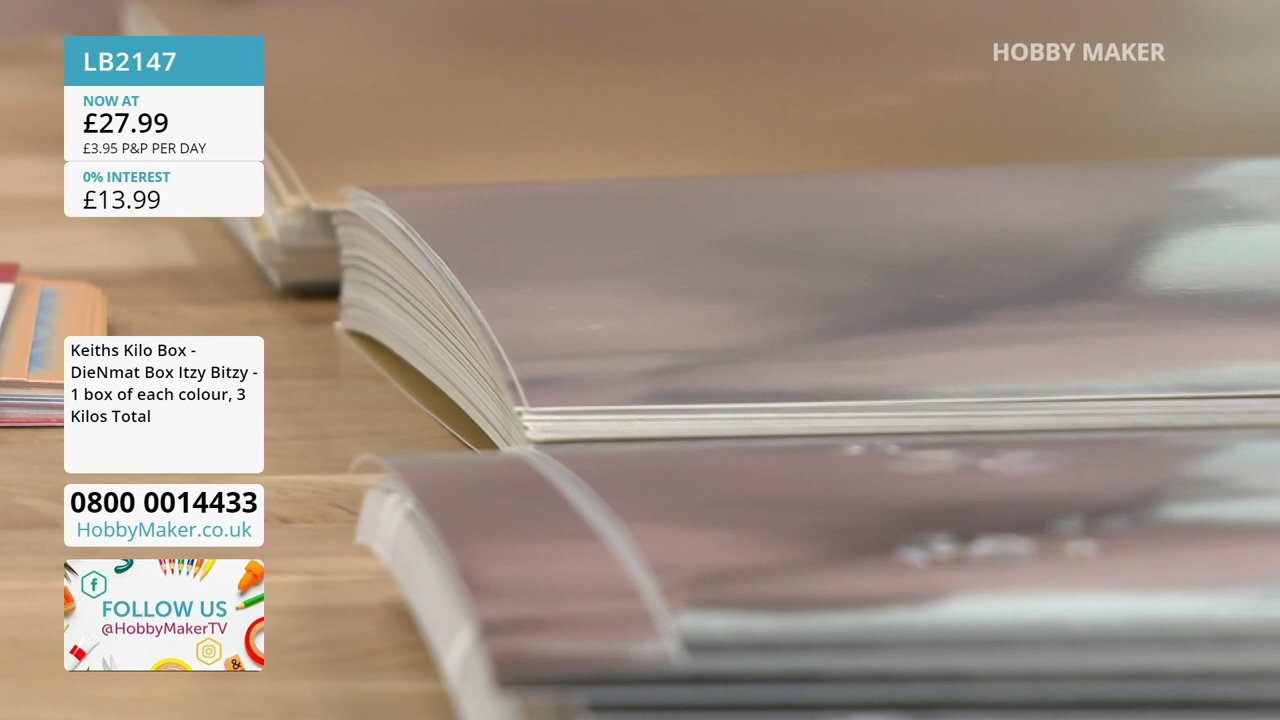 LB2147
NOW AT
£27.99
£3.95 P&P PER DAY
0% INTEREST
£13.99
HOBBY MAKER
Keiths Kilo Box -
DieNmat Box Itzy Bitzy -
1 box of each colour, 3
Kilos Total
0800 0014433
HobbyMaker.co.uk
FOLLOW US
@HobbyMakerTV